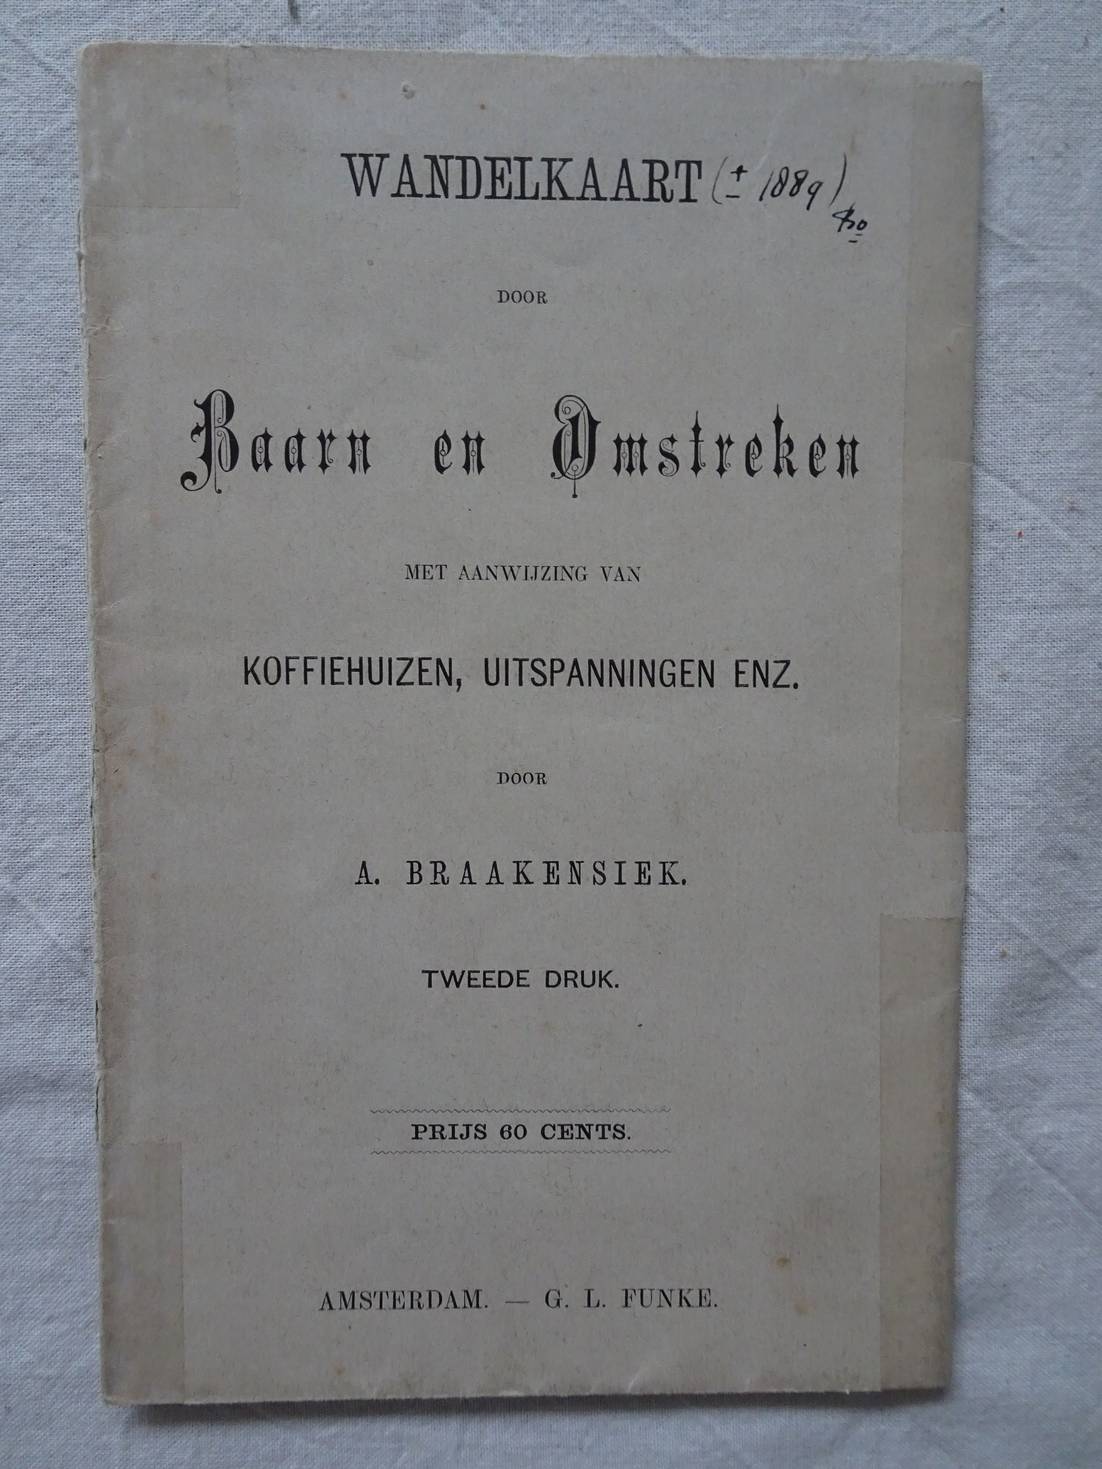 WANDELKAART (± 1889)
DOOR
Baarn en Omstreken
MET AANWIJZING VAN
KOFFIEHUIZEN, UITSPANNINGEN ENZ.
DOOR
A. BRAAKENSIEK.
TWEEDE DRUK.
PRIJS 60 CENTS.
AMSTERDAM. — G. L. FUNKE.